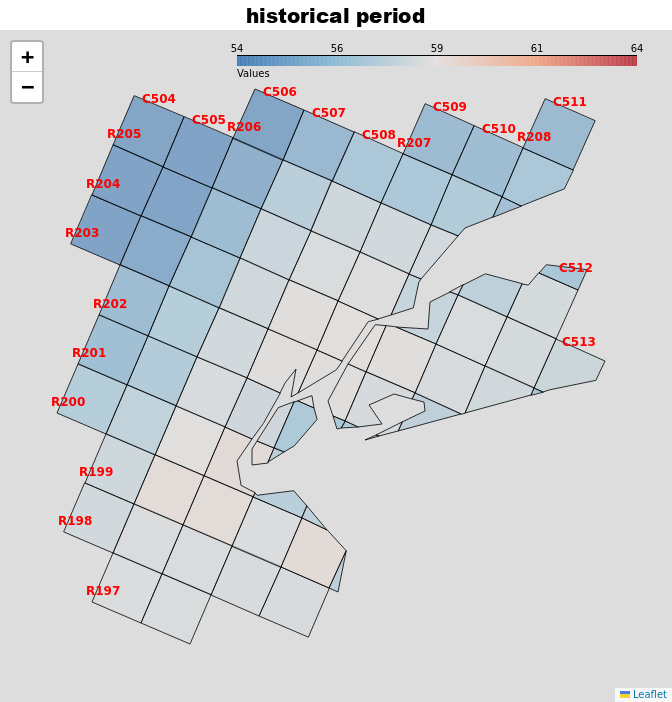 historical period
+
−
54 56 59 61 64
Values
C504 C506 C509 C511
R205 C505 R206 C507 C508 R207 C510 R208
R204
R203
C512
R202
C513
R201
R200
R199
R198
R197
Leaflet